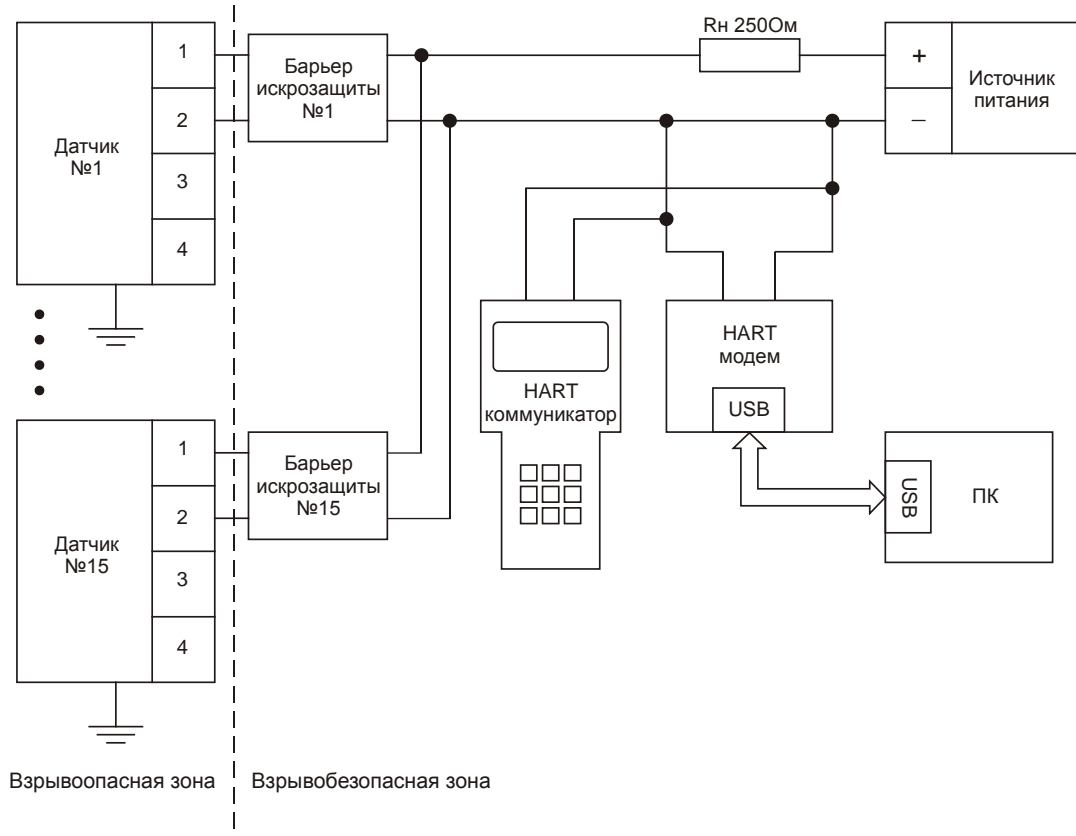 Датчик
№1
1
2
3
4
Барьер
искрозащиты
№1
Rн 250Ом
+
–
Источник
питания
HART
коммуникатор
HART
модем
USB
USB
ПК
Датчик
№15
1
2
3
4
Барьер
искрозащиты
№15
Взрывоопасная зона
Взрывобезопасная зона